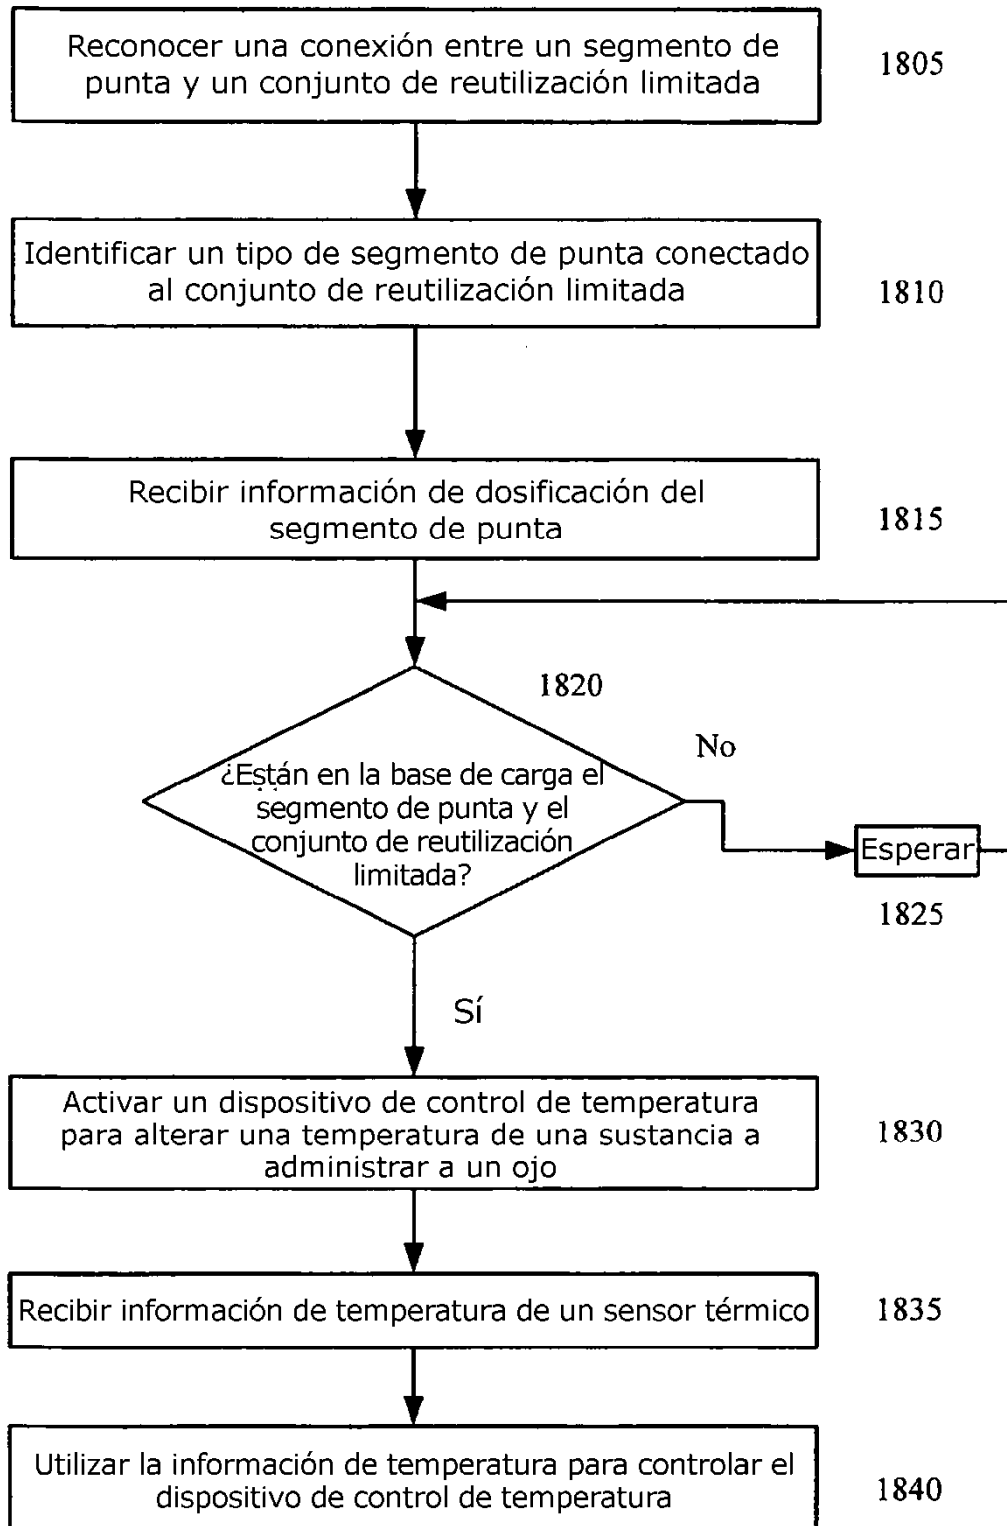 Reconocer una conexión entre un segmento de
punta y un conjunto de reutilización limitada
1805
Identificar un tipo de segmento de punta conectado
al conjunto de reutilización limitada
1810
Recibir información de dosificación del
segmento de punta
1815
1820
¿Están en la base de carga el
segmento de punta y el
conjunto de reutilización
limitada?
No
Esperar
1825
Sí
Activar un dispositivo de control de temperatura
para alterar una temperatura de una sustancia a
administrar a un ojo
1830
Recibir información de temperatura de un sensor térmico
1835
Utilizar la información de temperatura para controlar el
dispositivo de control de temperatura
1840